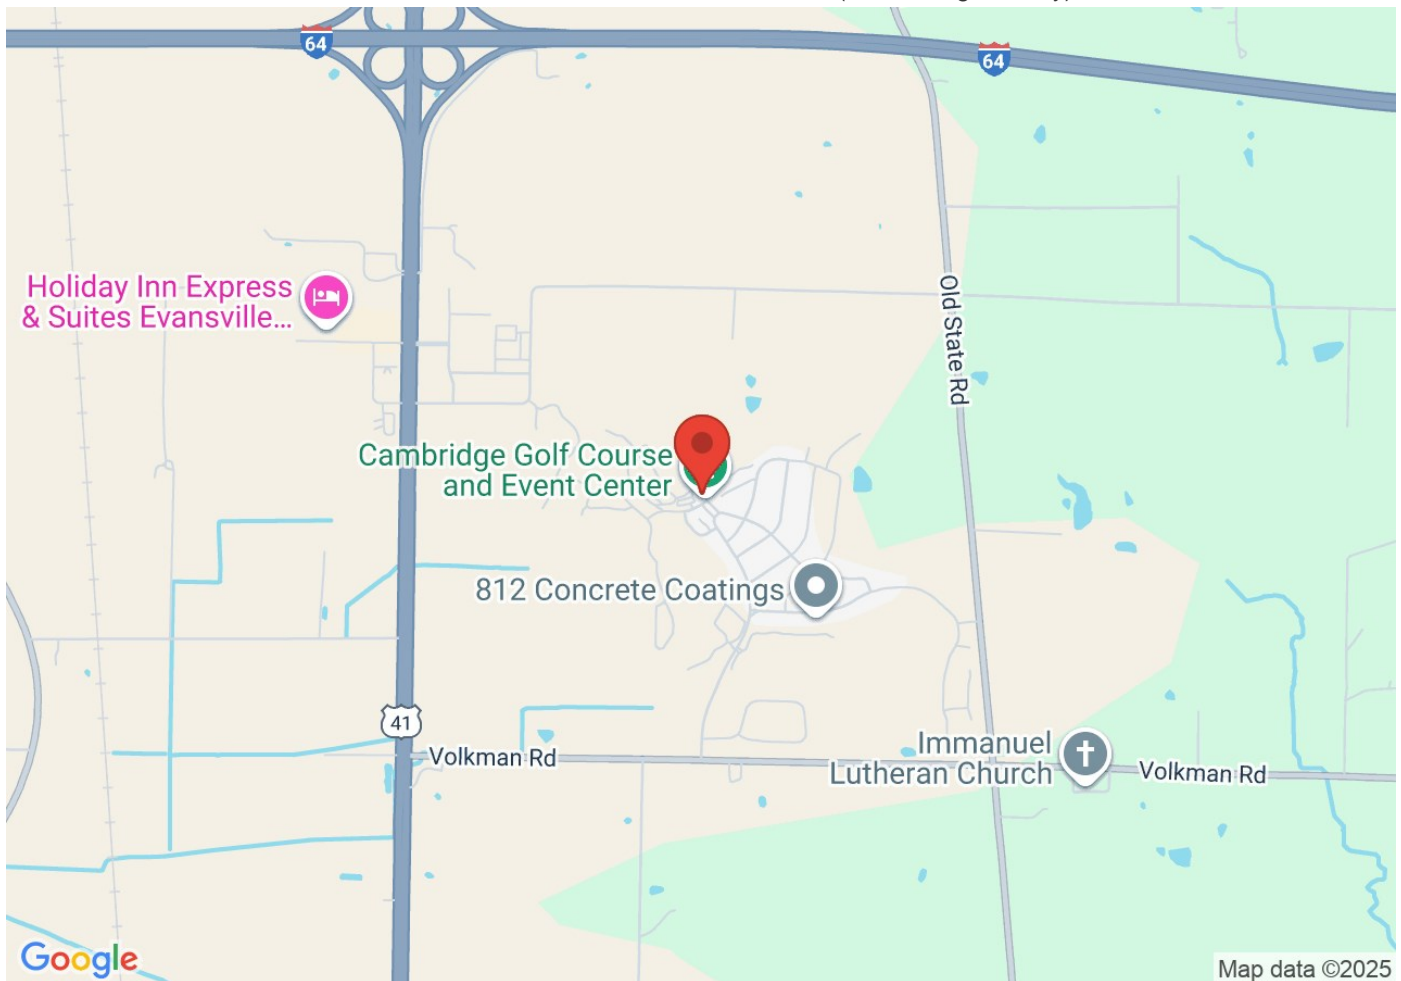 64
64
Holiday Inn Express
& Suites Evansville...
Old State Rd
Cambridge Golf Course
and Event Center
812 Concrete Coatings
41
Volkman Rd
Immanuel
Lutheran Church
Volkman Rd
Google
Map data ©2025